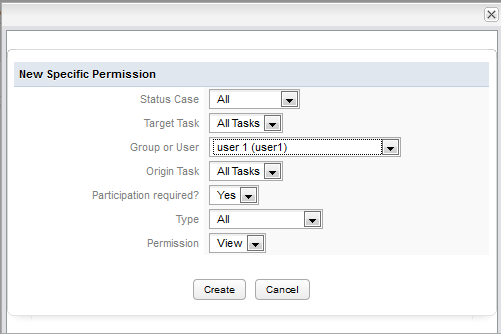 New Specific Permission
Status Case All
Target Task All Tasks
Group or User user 1 (user1)
Origin Task All Tasks
Participation required? Yes
Type All
Permission View
Create Cancel